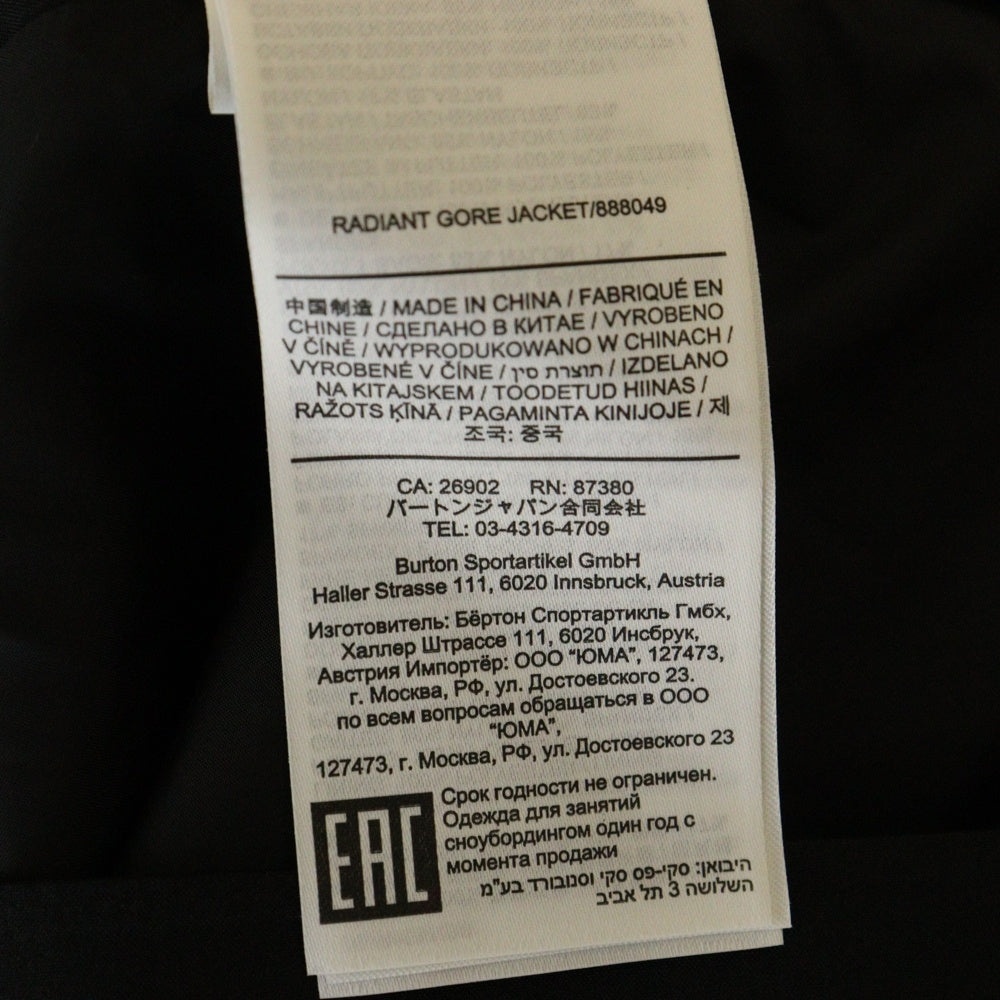 RADIANT GORE JACKET/888049
中国制造 / MADE IN CHINA / FABRIQUÉ EN
CHINE / СДЕЛАНО В КИТАЕ / VYROBENO
V ČÍNĚ / WYPRODUKOWANO W CHINACH /
VYROBENÉ V ČÍNE / תוצרת סין / IZDELANO
NA KITAJSKEM / TOODETUD HIINAS /
RAŽOTS ĶĪNĀ / PAGAMINTA KINIJOJE / 제
조국: 중국
CA: 26902 RN: 87380
バートンジャパン合同会社
TEL: 03-4316-4709
Burton Sportartikel GmbH
Haller Strasse 111, 6020 Innsbruck, Austria
Изготовитель: Бёртон Спортартикль Гмбх,
Халлер Штрассе 111, 6020 Инсбрук,
Австрия Импортёр: ООО "ЮМА", 127473,
г. Москва, РФ, ул. Достоевского 23.
по всем вопросам обращаться в ООО
"ЮМА",
127473, г. Москва, РФ, ул. Достоевского 23
EAC
Срок годности не ограничен.
Одежда для занятий
сноубордингом один год с
момента продажи
היבואן: סקי-פס סקי וסנובורד בע"מ
השלושה 3 תל אביב